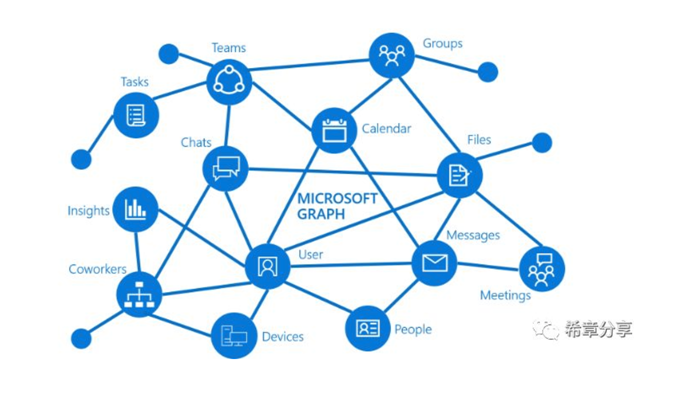 Teams
Groups
Tasks
Calendar
Chats
Files
MICROSOFT
GRAPH
Insights
Messages
User
Coworkers
Meetings
People
Devices
希章分享